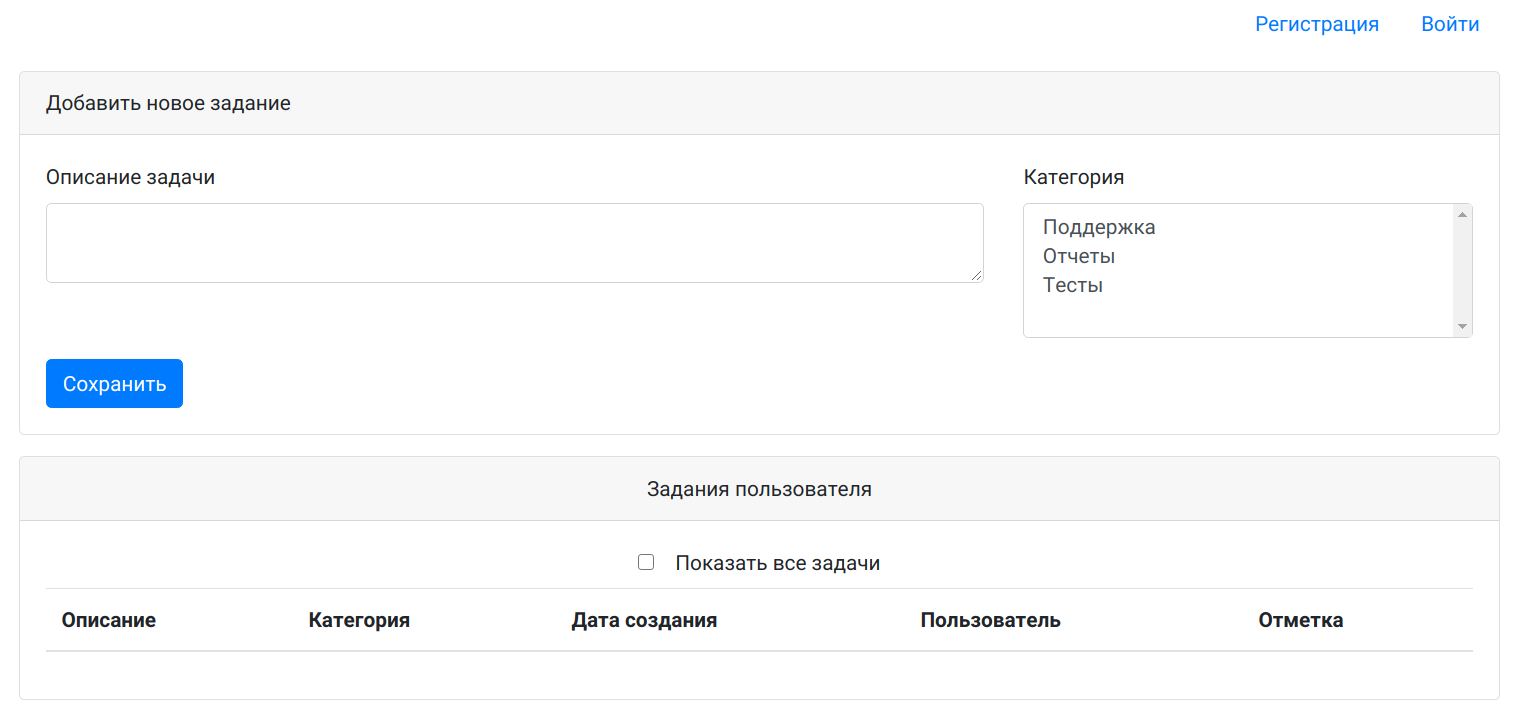 Регистрация Войти
Добавить новое задание
Описание задачи
Категория
Поддержка
Отчеты
Тесты
Сохранить
Задания пользователя
Показать все задачи
Описание Категория Дата создания Пользователь Отметка